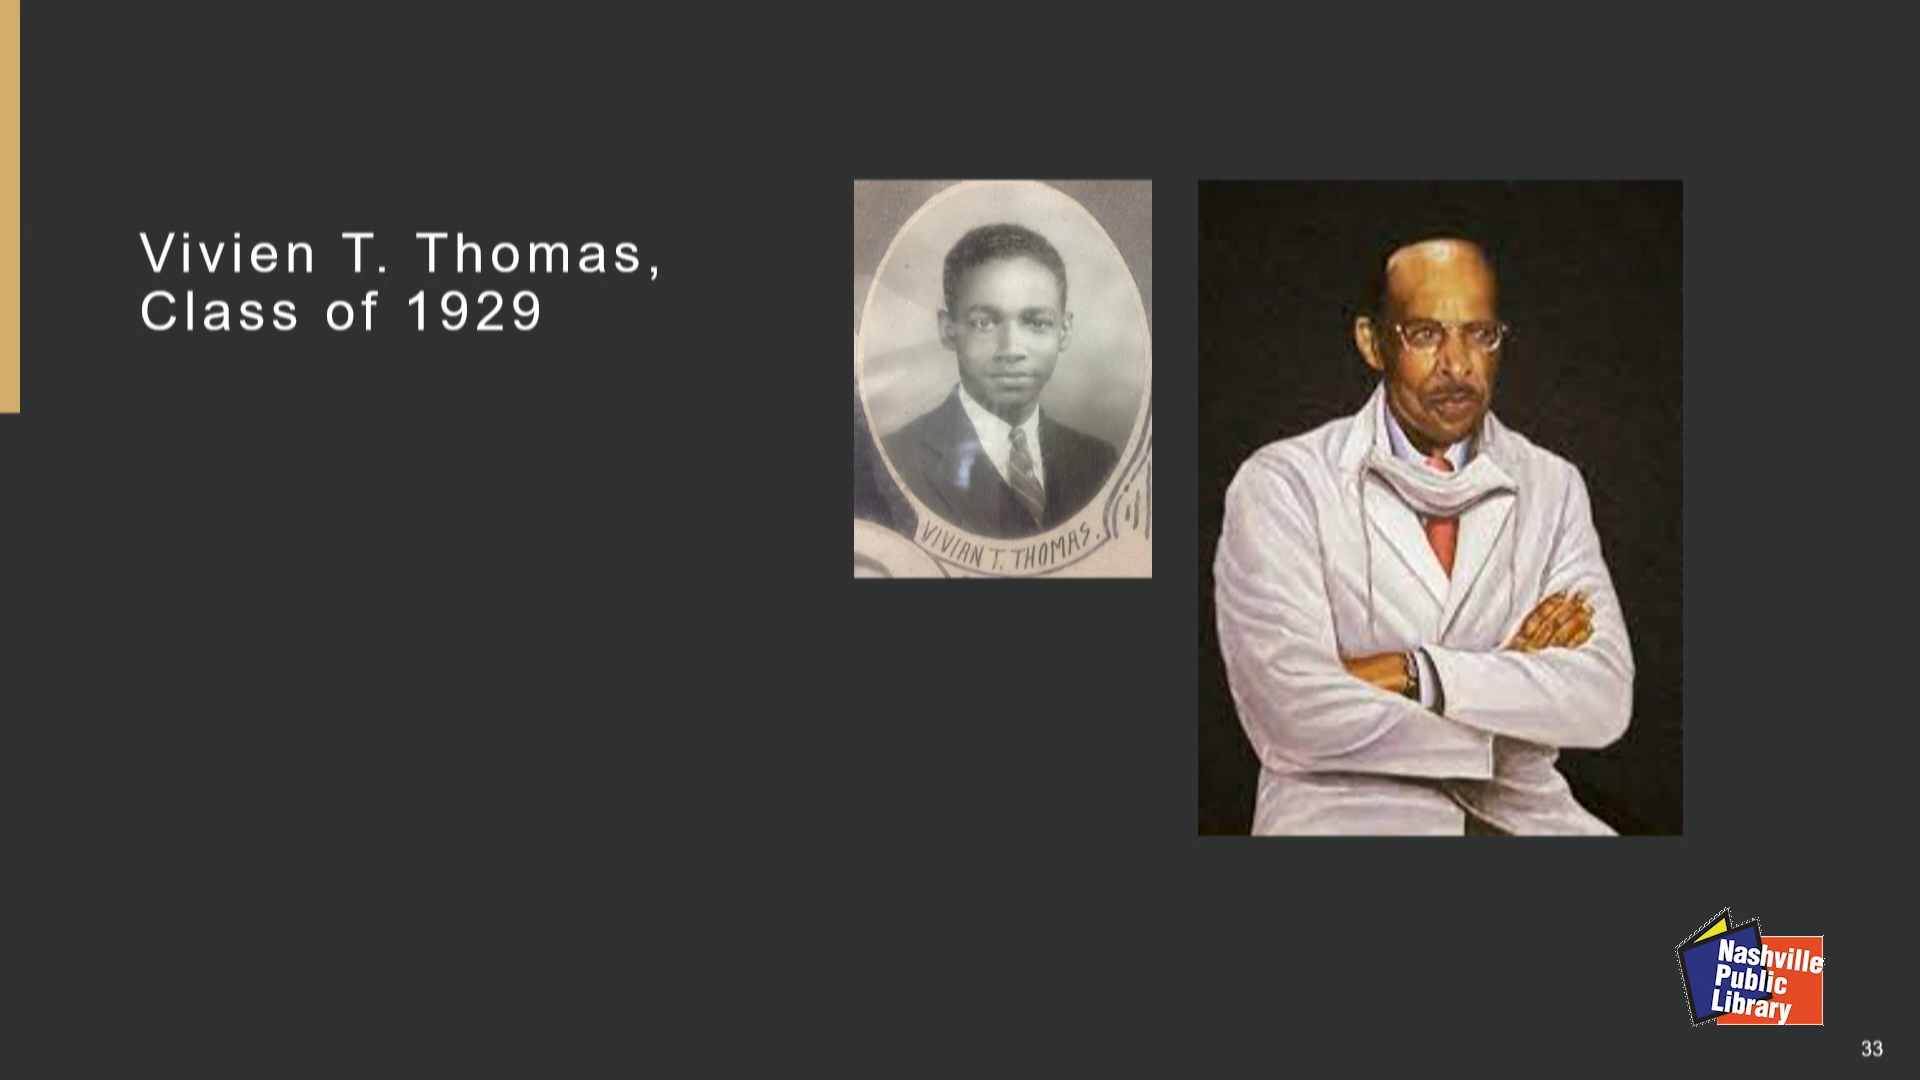 Vivien T. Thomas,
Class of 1929
VIVIAN T. THOMAS.
Nashville
Public
Library
33